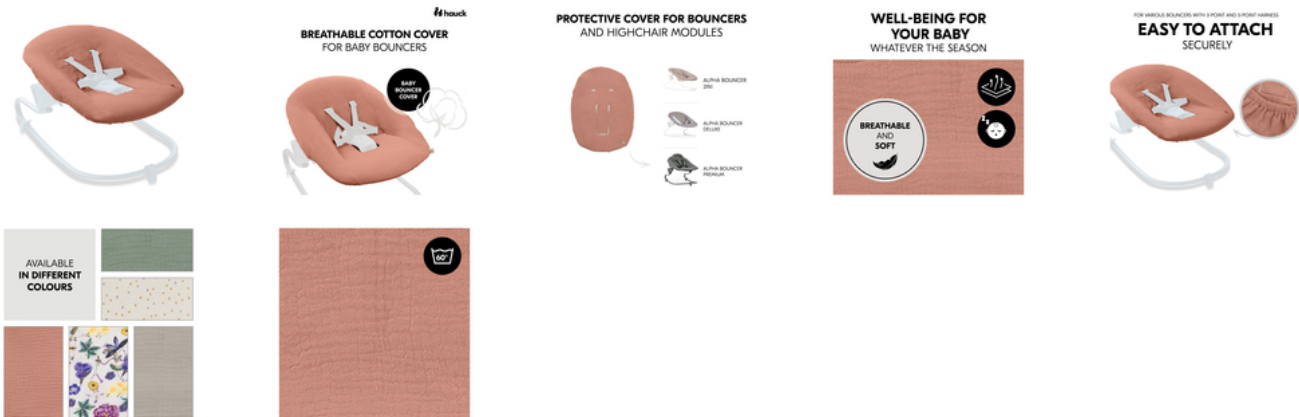 hauck
BREATHABLE COTTON COVER
FOR BABY BOUNCERS
BABY
BOUNCER
COVER
PROTECTIVE COVER FOR BOUNCERS
AND HIGHCHAIR MODULES
ALPHA BOUNCER
2IN1
ALPHA BOUNCER
DELUXE
ALPHA BOUNCER
PREMIUM
WELL-BEING FOR
YOUR BABY
WHATEVER THE SEASON
BREATHABLE
AND
SOFT
FOR VARIOUS BOUNCERS WITH 3-POINT AND 5-POINT HARNESS
EASY TO ATTACH
SECURELY
AVAILABLE
IN DIFFERENT
COLOURS
60°